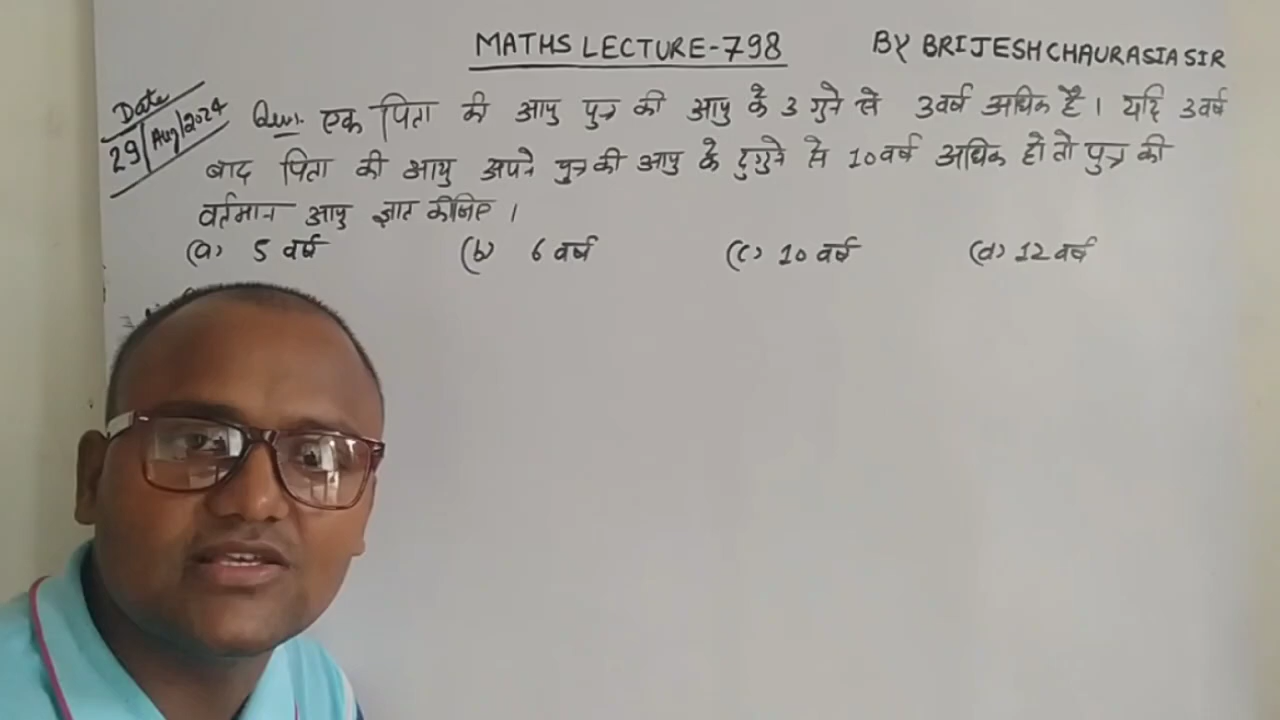 MATHS LECTURE-798
BY BRIJESH CHAURASIA SIR
Date
29/Aug/2024
Ques. एक पिता की आयु पुत्र की आयु के 3 गुने से 3 वर्ष अधिक है। यदि 3 वर्ष
बाद पिता की आयु अपने पुत्र की आयु के दुगुने से 10 वर्ष अधिक हो तो पुत्र की
वर्तमान आयु ज्ञात कीजिए।
(a) 5 वर्ष (b) 6 वर्ष (c) 10 वर्ष (d) 12 वर्ष